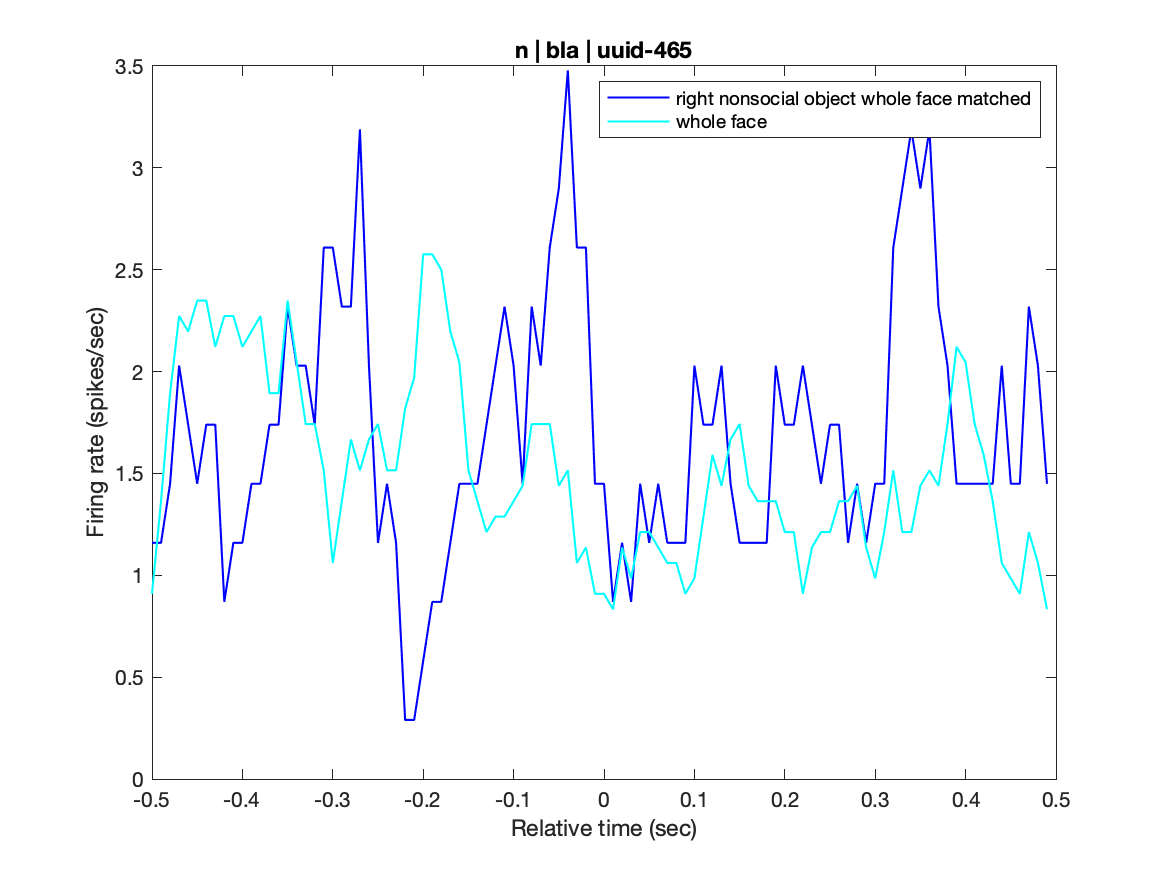 n | bla | uuid-465
right nonsocial object whole face matched
whole face
Firing rate (spikes/sec)
3.5
3
2.5
2
1.5
1
0.5
0
-0.5 -0.4 -0.3 -0.2 -0.1 0 0.1 0.2 0.3 0.4 0.5
Relative time (sec)